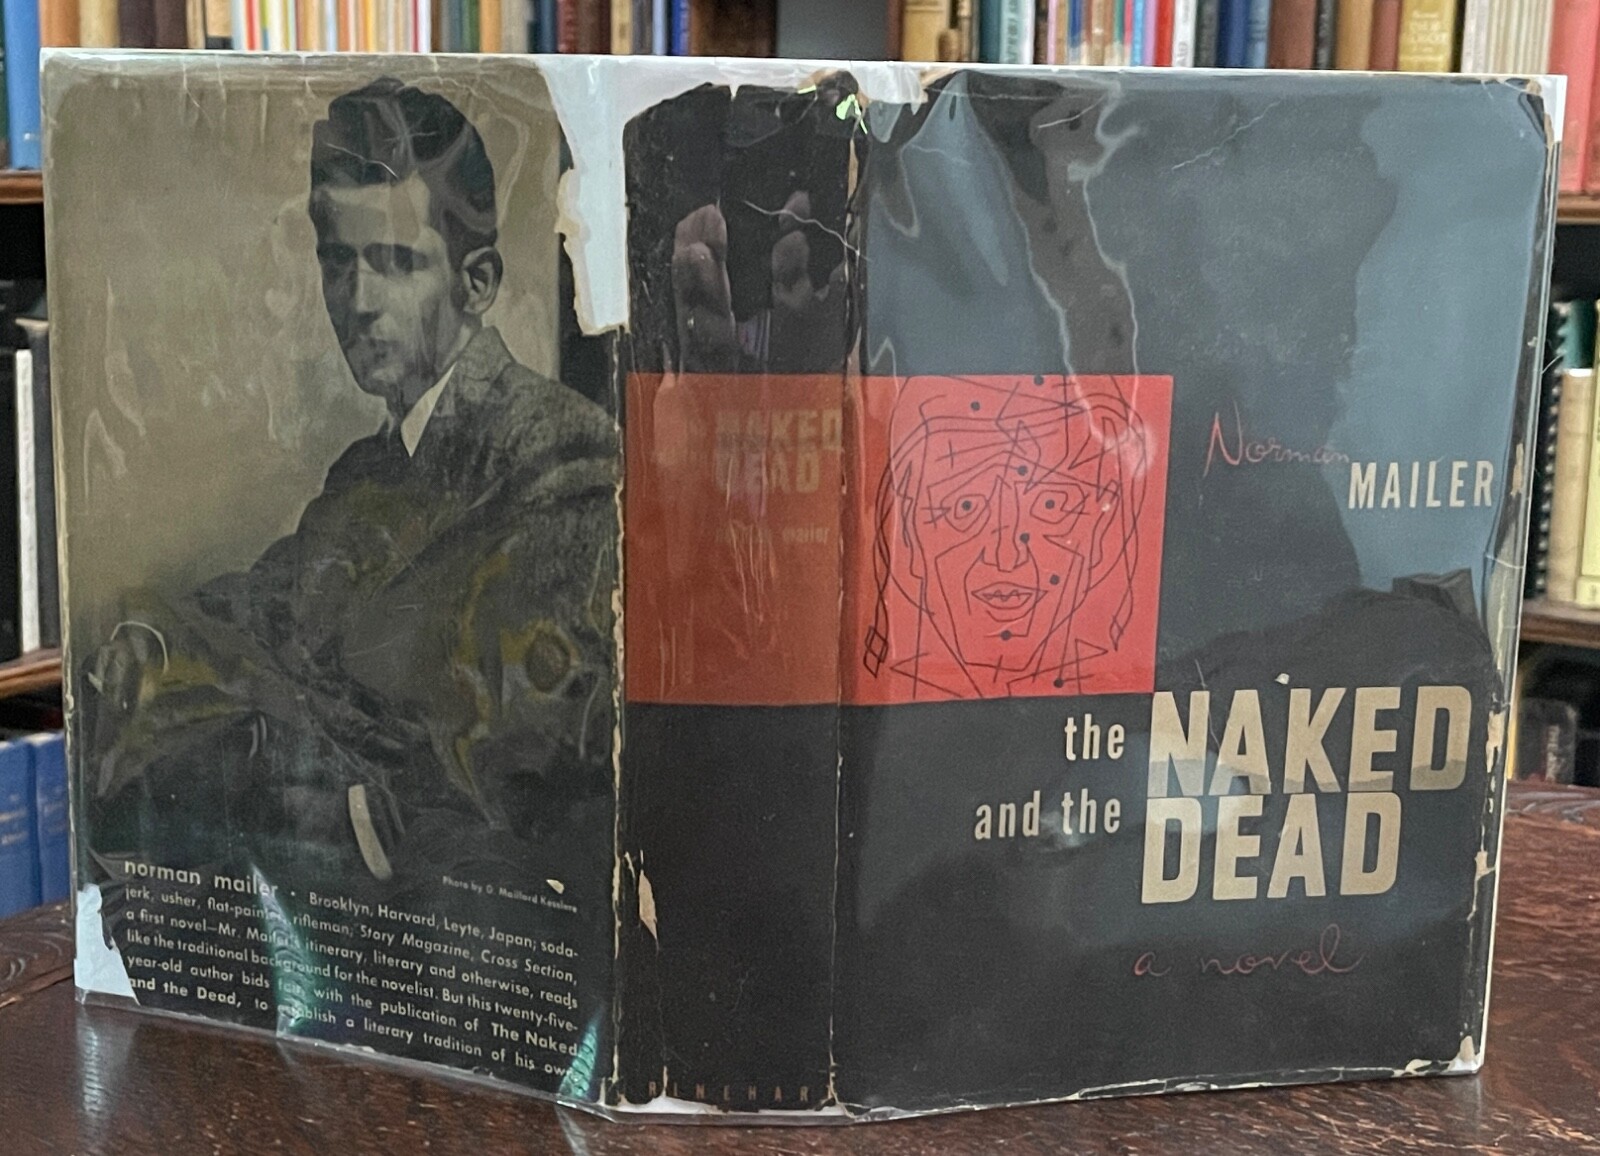 Photo by D. Maillard Kesslere
norman mailer • Brooklyn, Harvard, Leyte, Japan; soda-
jerk, usher, flat-painter, rifleman; Story Magazine, Cross Section,
a first novel—Mr. Mailer's itinerary, literary and otherwise, reads
like the traditional background for the novelist. But this twenty-five-
year-old author bids fair, with the publication of The Naked
and the Dead, to establish a literary tradition of his own.
NAKED
DEAD
norman mailer
RINEHART
Norman
MAILER
the NAKED
and the DEAD
a novel